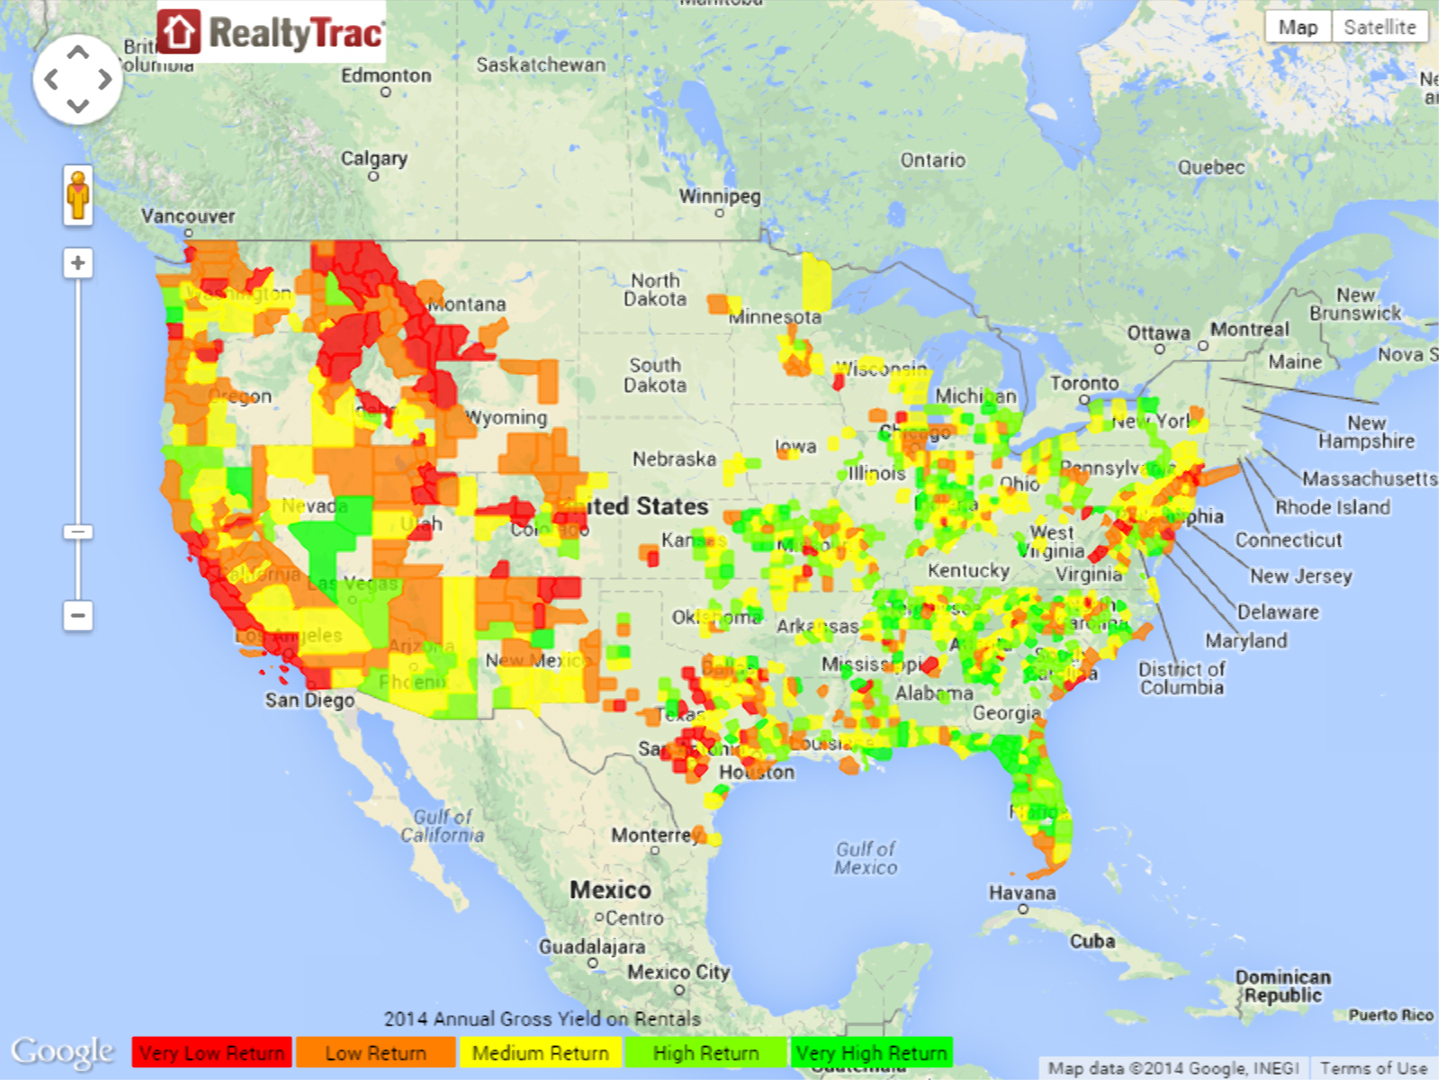 Manitoba
RealtyTrac
Map
Satellite
Briti
Columbia
Edmonton
Saskatchewan
Calgary
Ontario
Quebec
Winnipeg
Vancouver
Washington
Montana
North
Dakota
Minnesota
New
Brunswick
Ottawa
Montreal
Maine
Nova S
Toronto
South
Dakota
Wisconsin
Michigan
Oregon
Idaho
Wyoming
New York
New
Hampshire
Chicago
Iowa
Nebraska
Illinois
Ohio
Pennsylvania
Massachusetts
Rhode Island
Nevada
Utah
United States
Colorado
Indiana
Philadelphia
Connecticut
Kansas
Missouri
West
Virginia
Kentucky
Virginia
New Jersey
California
Las Vegas
Delaware
Maryland
Oklahoma
Arkansas
Tennessee
North
Carolina
Los Angeles
Arizona
New Mexico
Phoenix
San Diego
Dallas
Mississippi
Atlanta
South
Carolina
District of
Columbia
Alabama
Georgia
Texas
San Antonio
Houston
Louisiana
Florida
Gulf of
California
Monterrey
Gulf of
Mexico
Mexico
Centro
Havana
Guadalajara
Mexico City
Cuba
Dominican
Republic
Puerto Rico
2014 Annual Gross Yield on Rentals
Google
Very Low Return
Low Return
Medium Return
High Return
Very High Return
Guatemala
Map data ©2014 Google, INEGI
Terms of Use